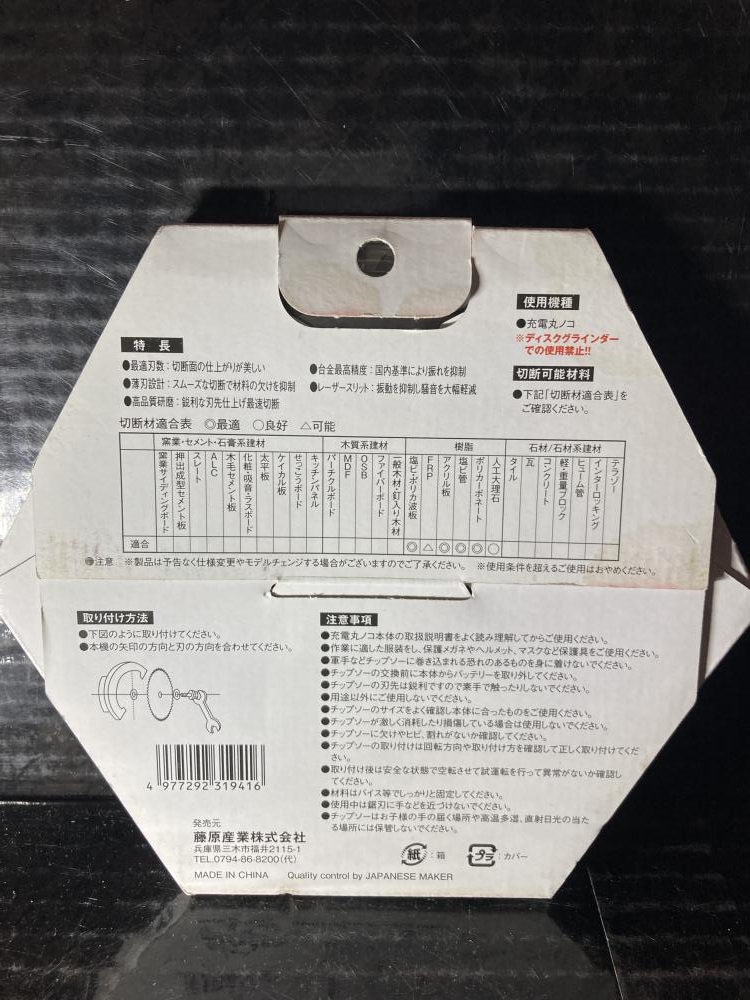 使用機種
●充電丸ノコ
※ディスクグラインダー
での使用禁止!!
切断可能材料
●下記「切断材適合表」を
ご確認ください。
特長
●最適刃数：切断面の仕上がりが美しい
●薄刃設計：スムーズな切断で材料の欠けを抑制
●高品質研磨：鋭利な刃先仕上げ最速切断
●台金最高精度：国内基準により振れを抑制
●レーザースリット：振動を抑制し騒音を大幅軽減
切断材適合表 ◎最適 ○良好 △可能
窯業・セメント・石膏系建材 木質系建材 樹脂 石材/石材系建材
窯業サイディングボード
押出成型セメント板
スレート
ALC
木毛セメント板
化粧・吸音・ラスボード
太平板
ケイカル板
せっこうボード
キッチンパネル
パーチクルボード
MDF
OSB
ファイバーボード
一般木材・釘入り木材
塩ビ・ポリカ波板
FRP
アクリル板
塩ビ管
ポリカーボネート
人工大理石
タイル
瓦
コンクリート
軽・重量ブロック
ヒューム管
インターロッキング
テラゾー
適合 ◎ △ ◎ ◎ ◎ ○
●注意 ※製品は予告なく仕様変更やモデルチェンジする場合がございますのでご了承ください。 ※使用条件を超えるご使用はおやめください。
取り付け方法
●下図のように取り付けてください。
●本機の矢印の方向と刃の方向を合わせてください。
4 977292 319416
発売元
藤原産業株式会社
兵庫県三木市福井2115-1
TEL.0794-86-8200(代)
MADE IN CHINA Quality control by JAPANESE MAKER
注意事項
●充電丸ノコ本体の取扱説明書をよく読み理解してからご使用ください。
●作業に適した服装をし、保護メガネやヘルメット、マスクなど保護具をご使用ください。
●軍手などチップソーに巻き込まれる恐れのあるものを身に着けないでください。
●チップソーの交換前に本体からバッテリーを取り外してください。
●チップソーの刃先は鋭利ですので素手で触ったりしないでください。
●用途以外にご使用しないでください。
●チップソーのサイズをよく確認し本体に合ったものをご使用ください。
●チップソーが激しく消耗したり損傷している場合は使用しないでください。
●チップソーに欠けやヒビ、割れがないか確認してください。
●チップソーの取り付けは回転方向や取り付け方を確認して正しく取り付けてくだ
さい。
●取り付け後は安全な状態で空転させて試運転を行って異常がないか確認し
てください。
●材料はバイス等でしっかりと固定してください。
●使用中は鋸刃に手などを近づけないでください。
●チップソーはお子様の手の届く場所や高温多湿、直射日光の当た
る場所には保管しないでください。
紙：箱 プラ：カバー